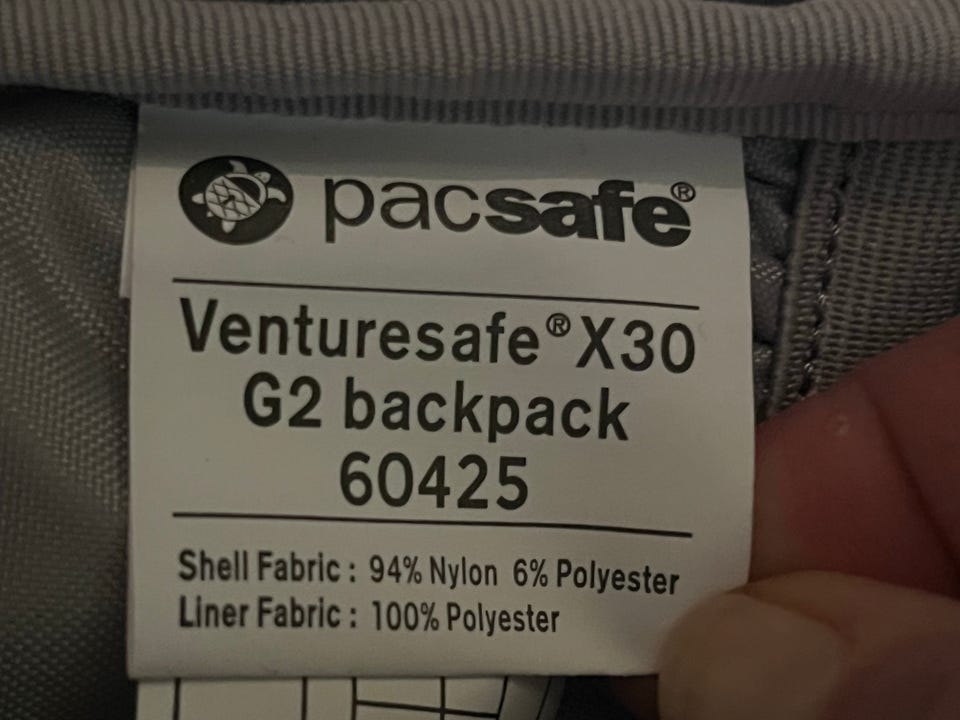 pacsafe®
Venturesafe® X30
G2 backpack
60425
Shell Fabric : 94% Nylon 6% Polyester
Liner Fabric : 100% Polyester